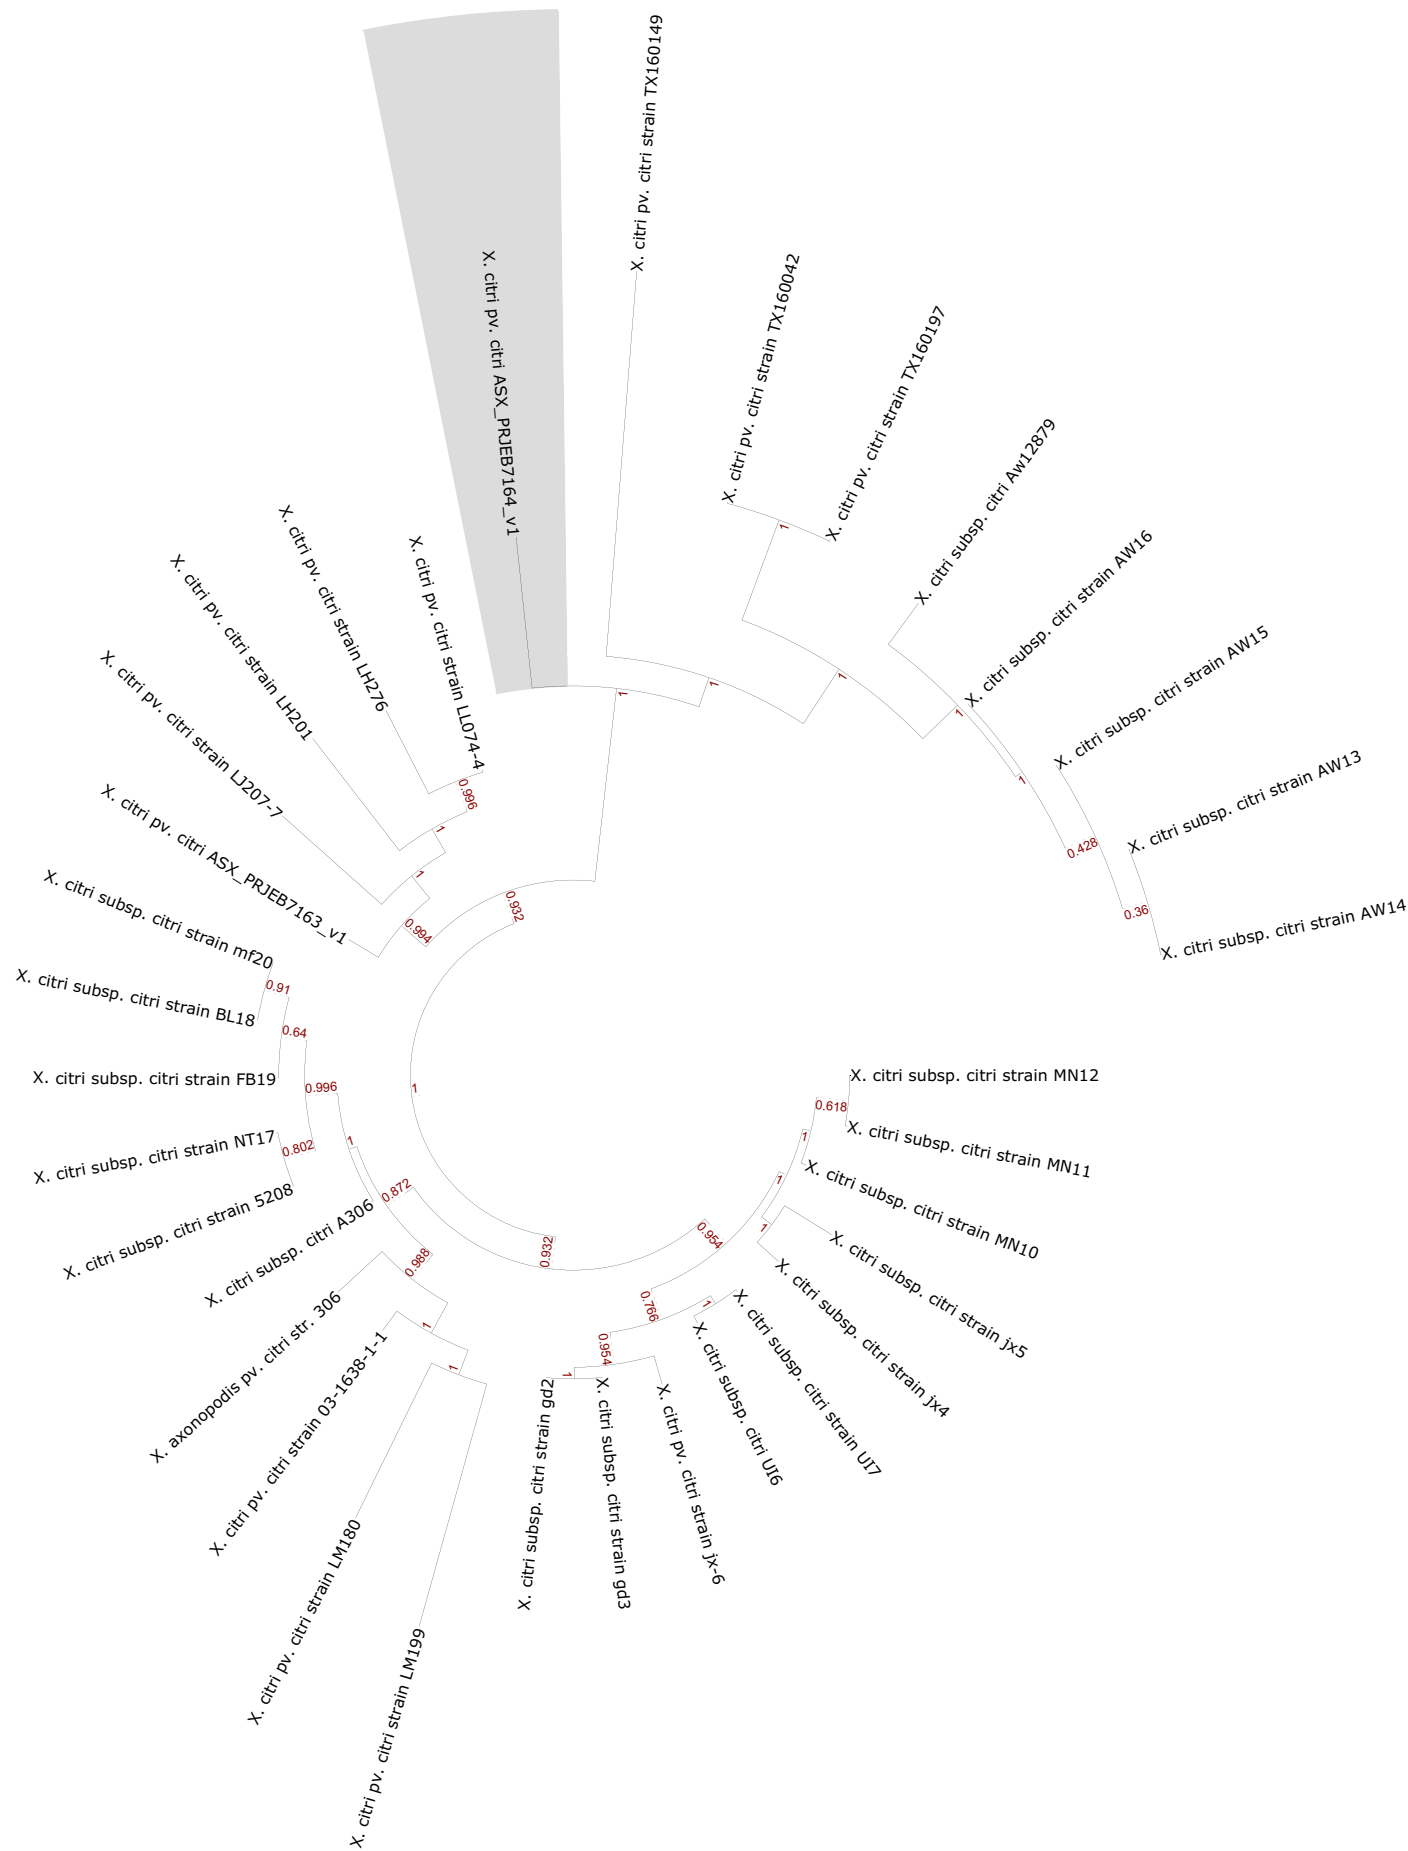 X. citri pv. citri strain TX160149
X. citri pv. citri strain TX160042
X. citri pv. citri strain TX160197
X. citri subsp. citri Aw12879
X. citri subsp. citri strain AW16
X. citri subsp. citri strain AW15
X. citri subsp. citri strain AW13
X. citri subsp. citri strain AW14
1
1
1
1
1
1
0.428
0.36
X. citri subsp. citri strain MN12
X. citri subsp. citri strain MN11
X. citri subsp. citri strain MN10
X. citri subsp. citri strain jx5
X. citri subsp. citri strain jx4
X. citri subsp. citri strain UI7
X. citri subsp. citri UI6
X. citri pv. citri strain jx-6
X. citri subsp. citri strain gd3
X. citri subsp. citri strain gd2
0.618
1
1
1
0.954
0.766
1
0.954
1
0.932
X. citri pv. citri strain LM199
X. citri pv. citri strain LM180
X. citri pv. citri strain 03-1638-1-1
X. axonopodis pv. citri str. 306
X. citri subsp. citri A306
X. citri subsp. citri strain 5208
X. citri subsp. citri strain NT17
X. citri subsp. citri strain FB19
X. citri subsp. citri strain BL18
X. citri subsp. citri strain mf20
1
1
0.988
0.872
1
0.802
0.996
0.64
0.91
1
X. citri pv. citri ASX_PRJEB7163_v1
X. citri pv. citri strain LJ207-7
X. citri pv. citri strain LH201
X. citri pv. citri strain LH276
X. citri pv. citri strain LL074-4
X. citri pv. citri ASX_PRJEB7164_v1
0.994
1
1
0.996
0.932